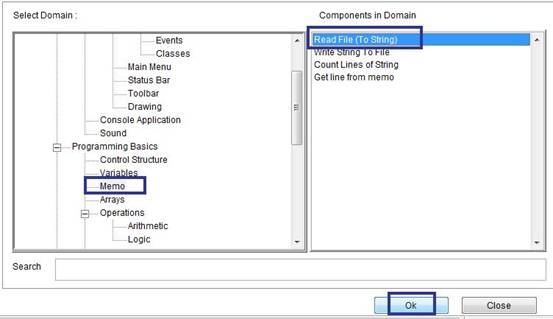 Select Domain :
Components in Domain
Events
Classes
Main Menu
Status Bar
Toolbar
Drawing
Console Application
Sound
Programming Basics
Control Structure
Variables
Memo
Arrays
Operations
Arithmetic
Logic
Read File (To String)
Write String To File
Count Lines of String
Get line from memo
Search
Ok
Close